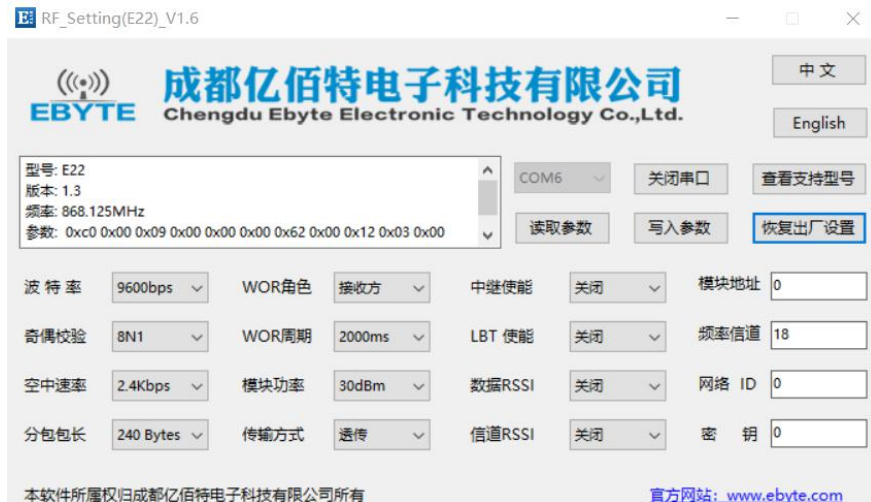 RF_Setting(E22)_V1.6
EBYTE
成都亿佰特电子科技有限公司
Chengdu Ebyte Electronic Technology Co.,Ltd.
中 文
English
型号: E22
版本: 1.3
频率: 868.125MHz
参数: 0xc0 0x00 0x09 0x00 0x00 0x00 0x62 0x00 0x12 0x03 0x00
COM6 关闭串口 查看支持型号
读取参数 写入参数 恢复出厂设置
波 特 率 9600bps WOR角色 接收方 中继使能 关闭 模块地址 0
奇偶校验 8N1 WOR周期 2000ms LBT 使能 关闭 频率信道 18
空中速率 2.4Kbps 模块功率 30dBm 数据RSSI 关闭 网络 ID 0
分包包长 240 Bytes 传输方式 透传 信道RSSI 关闭 密 钥 0
本软件所属权归成都亿佰特电子科技有限公司所有 官方网站: www.ebyte.com